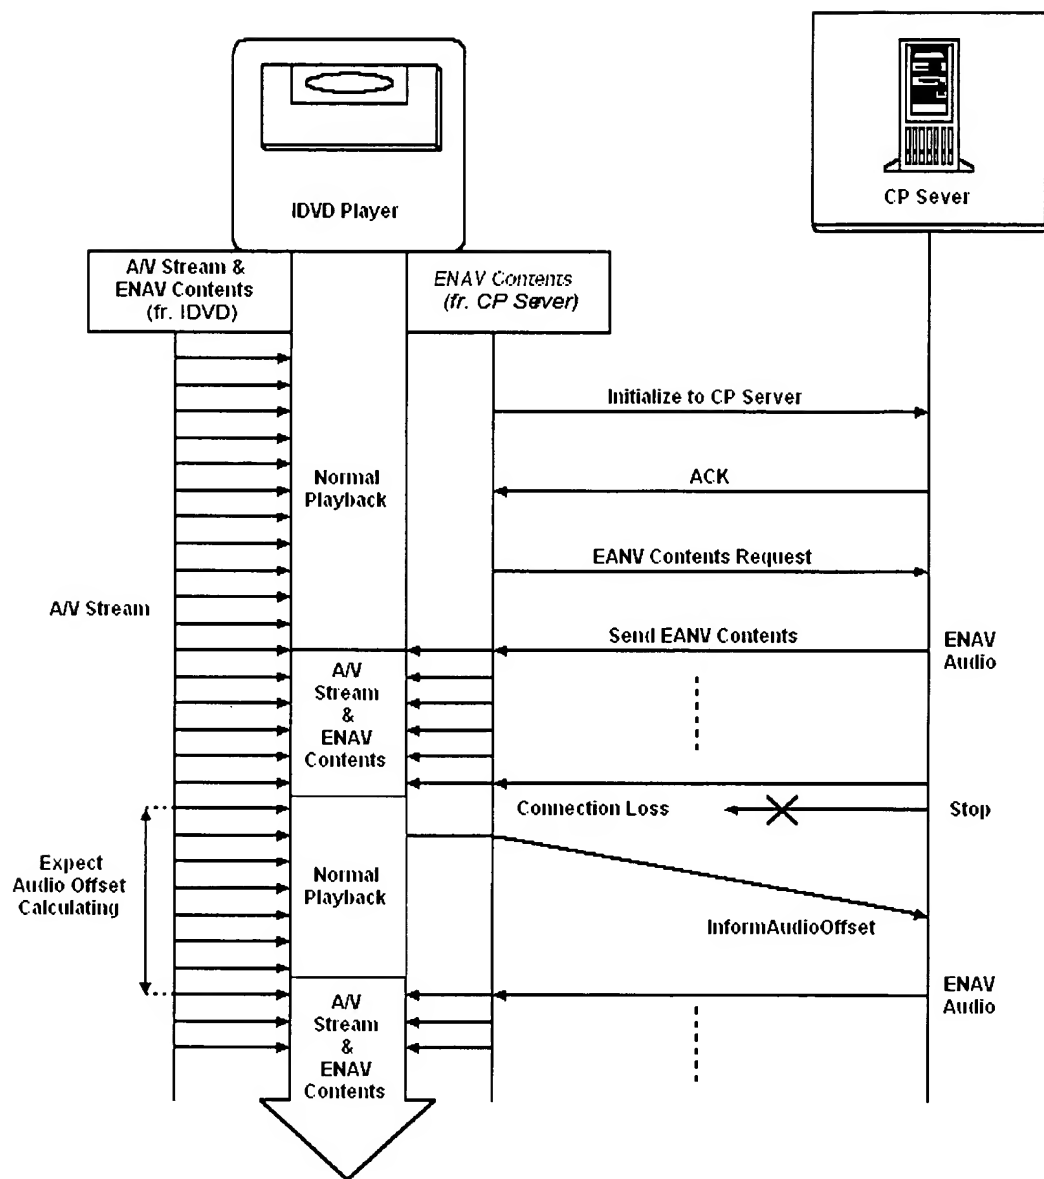 IDVD Player
CP Sever
A/V Stream &
ENAV Contents
(fr. IDVD)
ENAV Contents
(fr. CP Server)
Initialize to CP Server
Normal
Playback
ACK
EANV Contents Request
A/V Stream
Send EANV Contents
ENAV
Audio
A/V
Stream
&
ENAV
Contents
Connection Loss
Stop
Expect
Audio Offset
Calculating
Normal
Playback
InformAudioOffset
ENAV
Audio
A/V
Stream
&
ENAV
Contents